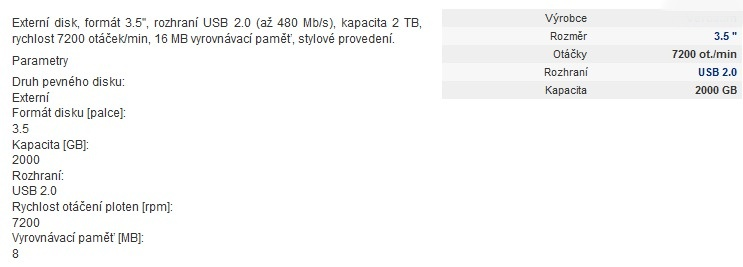 Externí disk, formát 3.5", rozhraní USB 2.0 (až 480 Mb/s), kapacita 2 TB,
rychlost 7200 otáček/min, 16 MB vyrovnávací paměť, stylové provedení.
Parametry
Druh pevného disku:
Externí
Formát disku [palce]:
3.5
Kapacita [GB]:
2000
Rozhraní:
USB 2.0
Rychlost otáčení ploten [rpm]:
7200
Vyrovnávací paměť [MB]:
8
Výrobce
Rozměr 3.5 "
Otáčky 7200 ot./min
Rozhraní USB 2.0
Kapacita 2000 GB